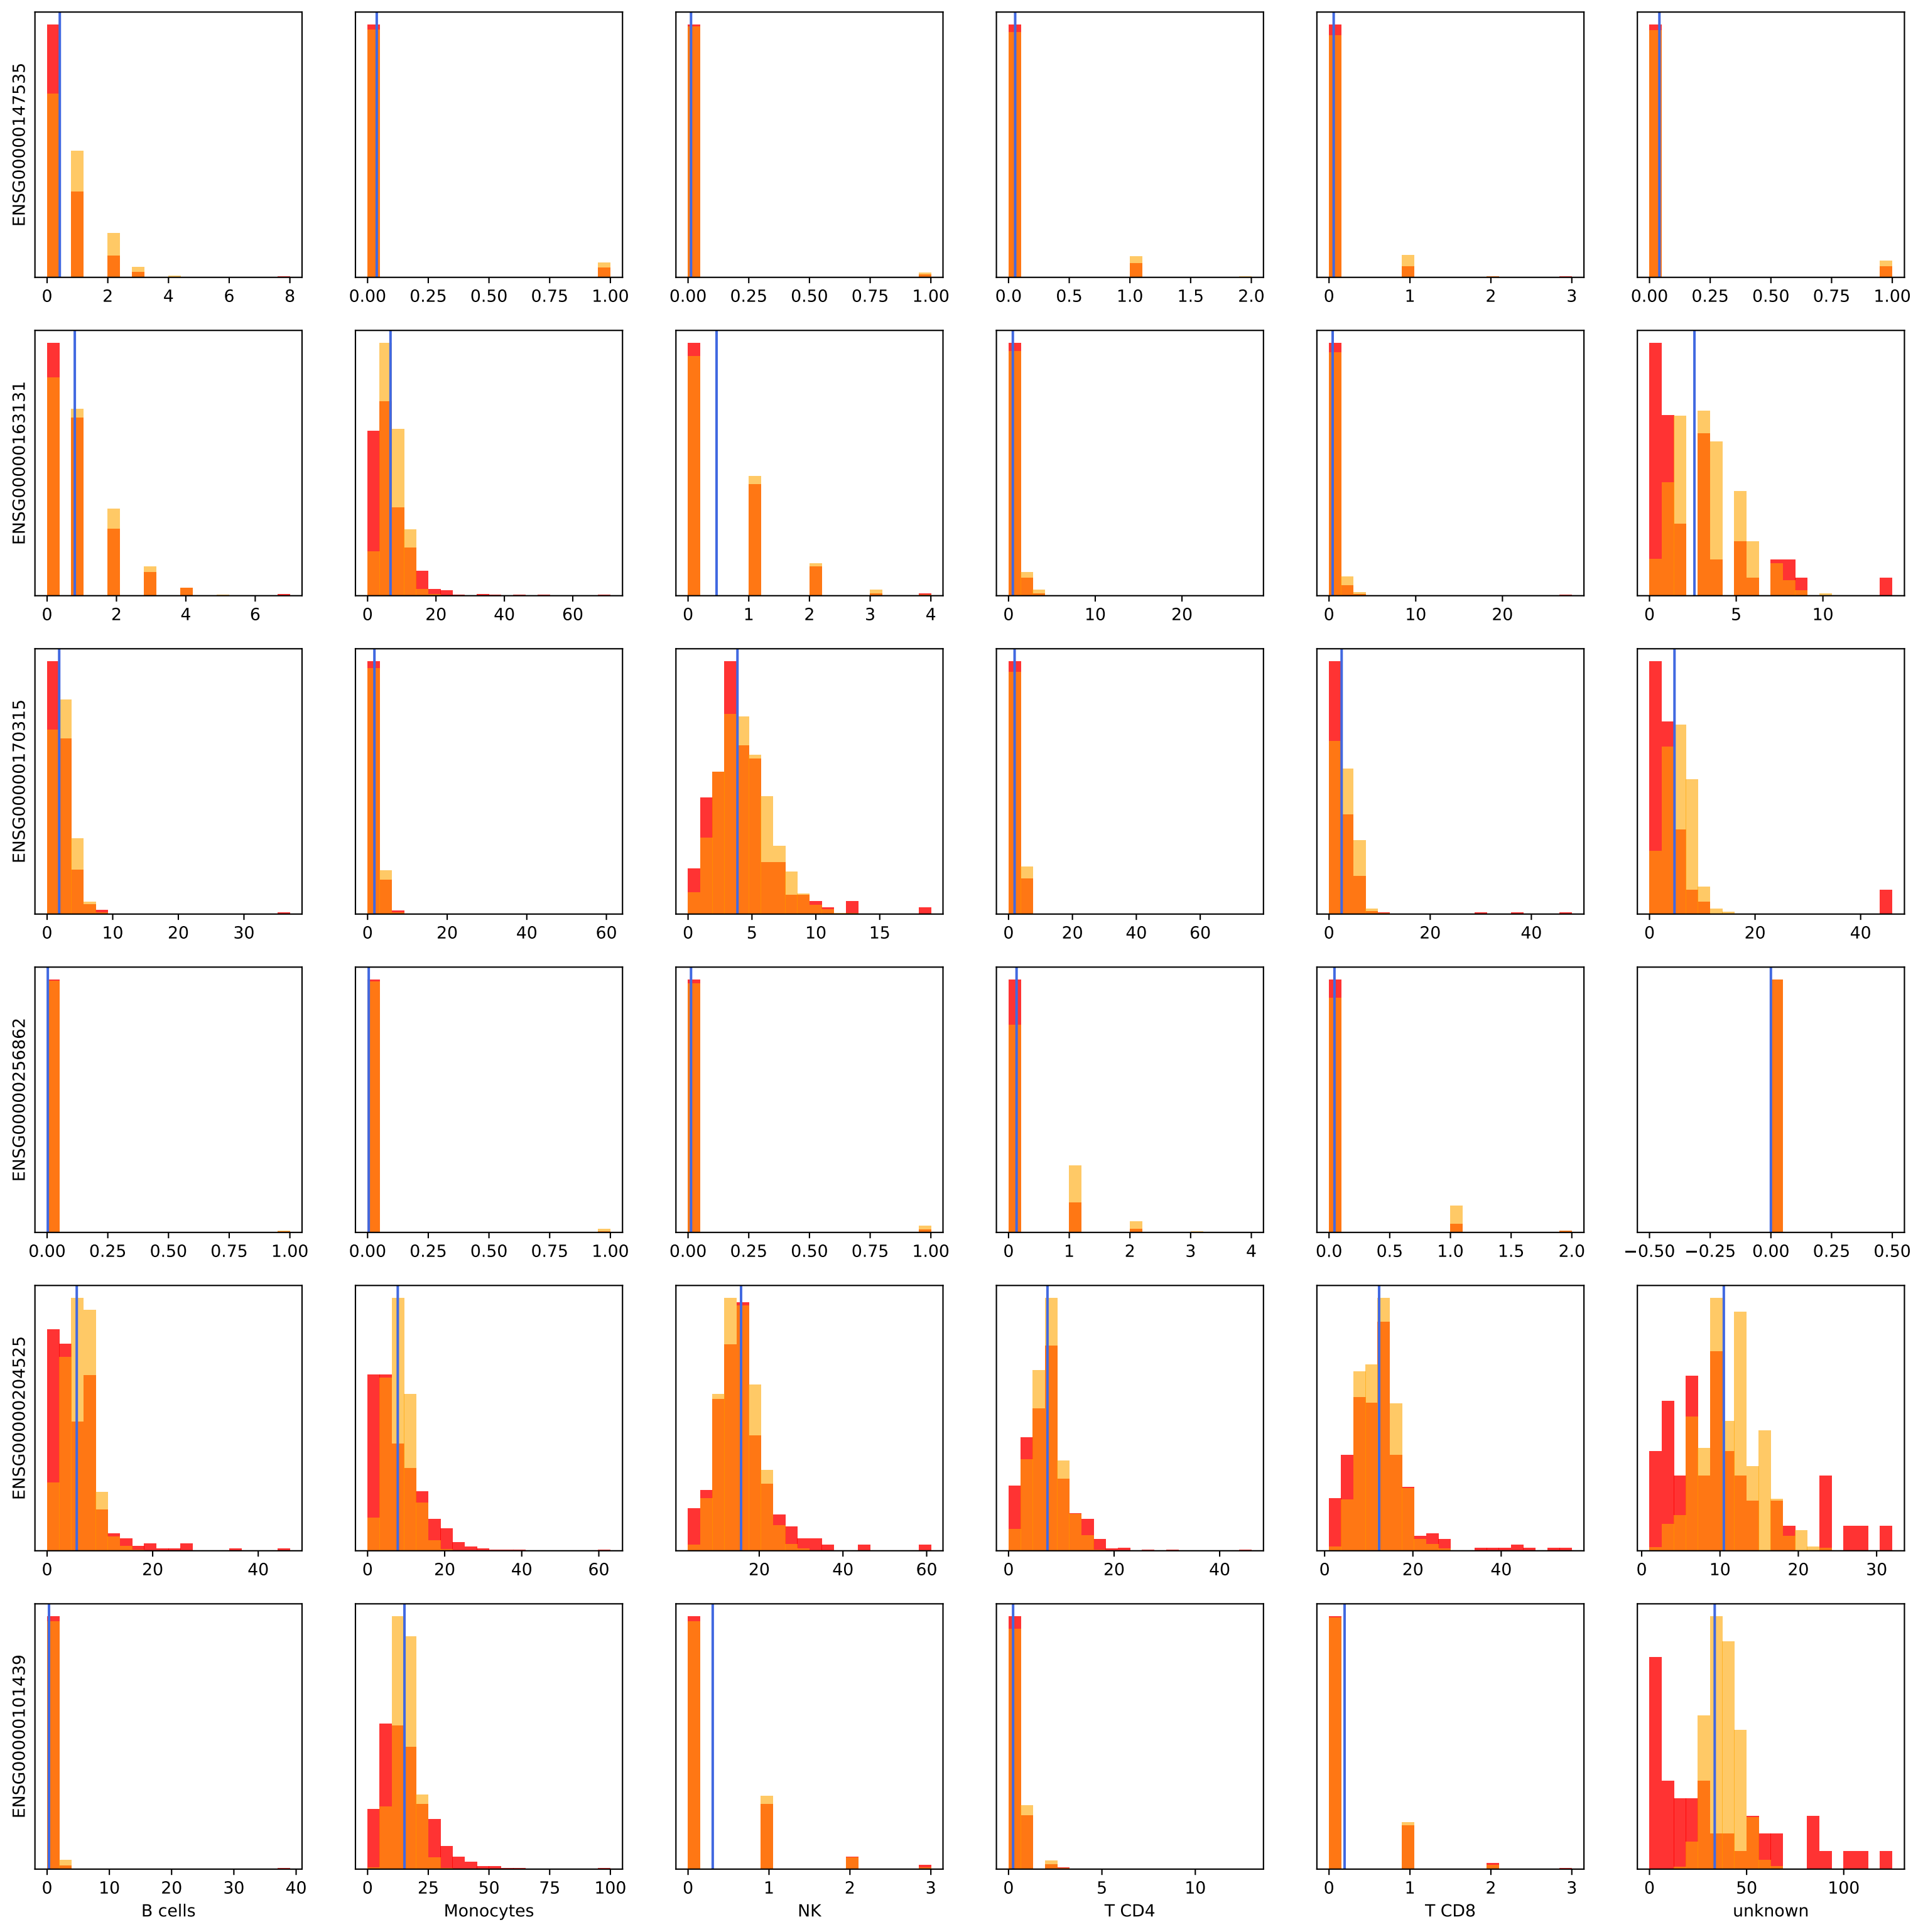 ENSG00000147535
0 2 4 6 8
0.00 0.25 0.50 0.75 1.00
0.00 0.25 0.50 0.75 1.00
0.0 0.5 1.0 1.5 2.0
0 1 2 3
0.00 0.25 0.50 0.75 1.00
ENSG00000163131
0 2 4 6
0 20 40 60
0 1 2 3 4
0 10 20
0 10 20
0 5 10
ENSG00000170315
0 10 20 30
0 20 40 60
0 5 10 15
0 20 40 60
0 20 40
0 20 40
ENSG00000256862
0.00 0.25 0.50 0.75 1.00
0.00 0.25 0.50 0.75 1.00
0.00 0.25 0.50 0.75 1.00
0 1 2 3 4
0.0 0.5 1.0 1.5 2.0
−0.50 −0.25 0.00 0.25 0.50
ENSG00000204525
0 20 40
0 20 40 60
20 40 60
0 20 40
0 20 40
0 10 20 30
ENSG00000101439
0 10 20 30 40
0 25 50 75 100
0 1 2 3
0 5 10
0 1 2 3
0 50 100
B cells
Monocytes
NK
T CD4
T CD8
unknown